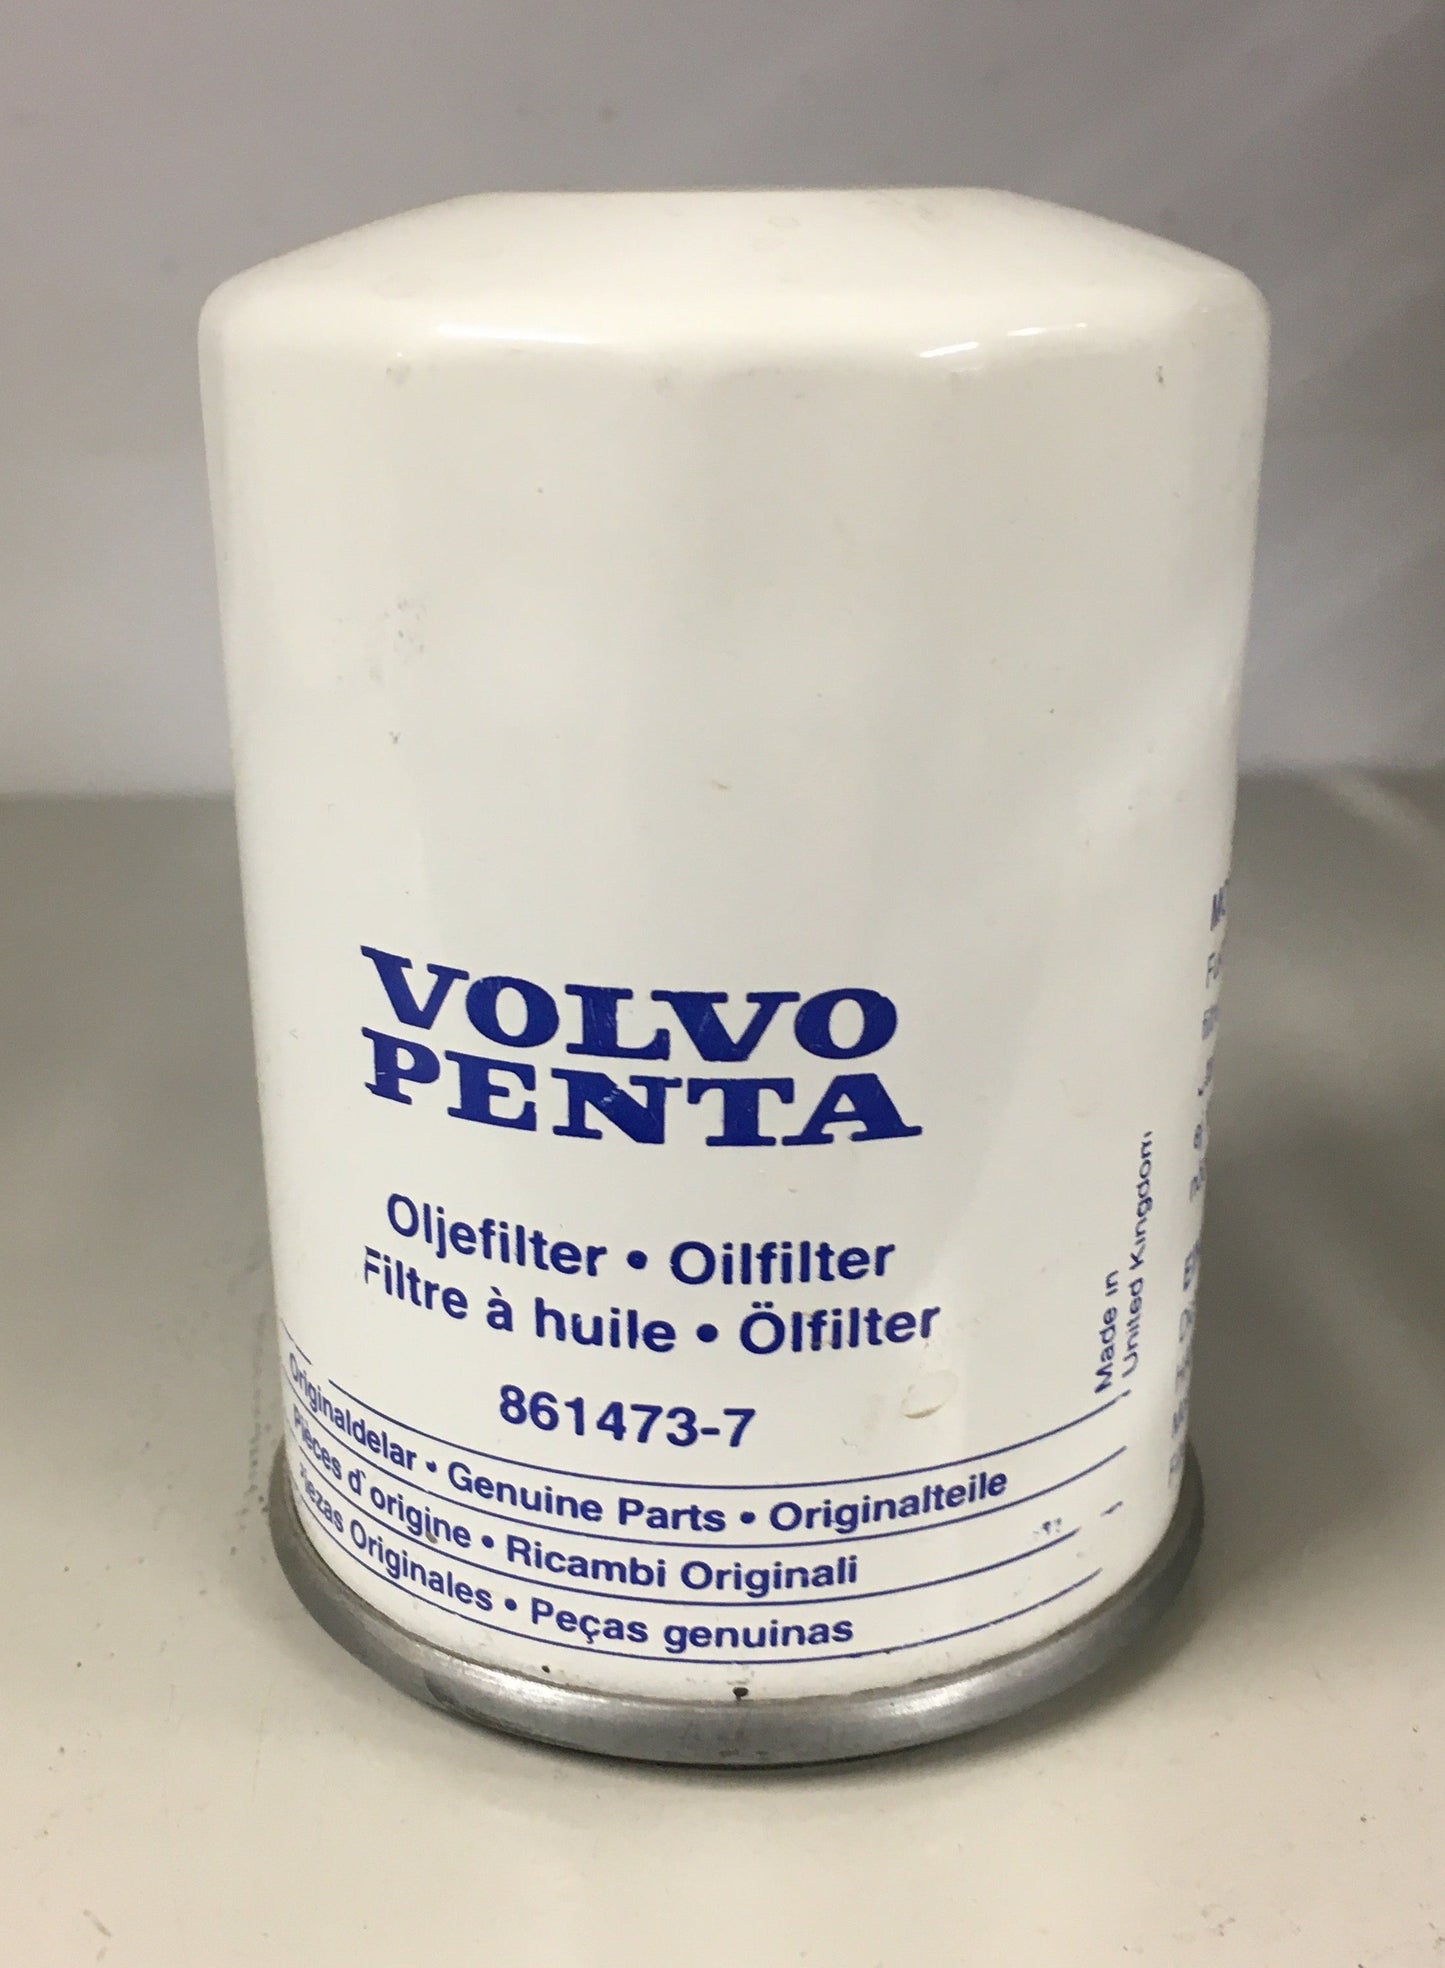 VOLVO
PENTA
Oljefilter • Oilfilter
Filtre à huile • Ölfilter
861473-7
Originaldelar • Genuine Parts • Originalteile
Pièces d'origine • Ricambi Originali
Originales • Peças genuinas
Made in
United Kingdom